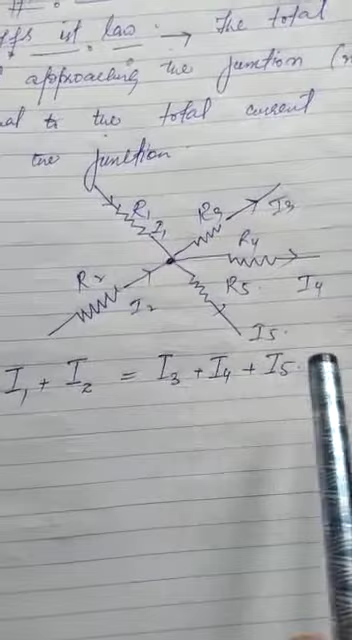 ffs ist law. → The total
approaching the junction
to the total current
the junction
R1
I1
R3
I3
R4
I4
R2
I2
R5.
I5.
I1 + I2 = I3 + I4 + I5.